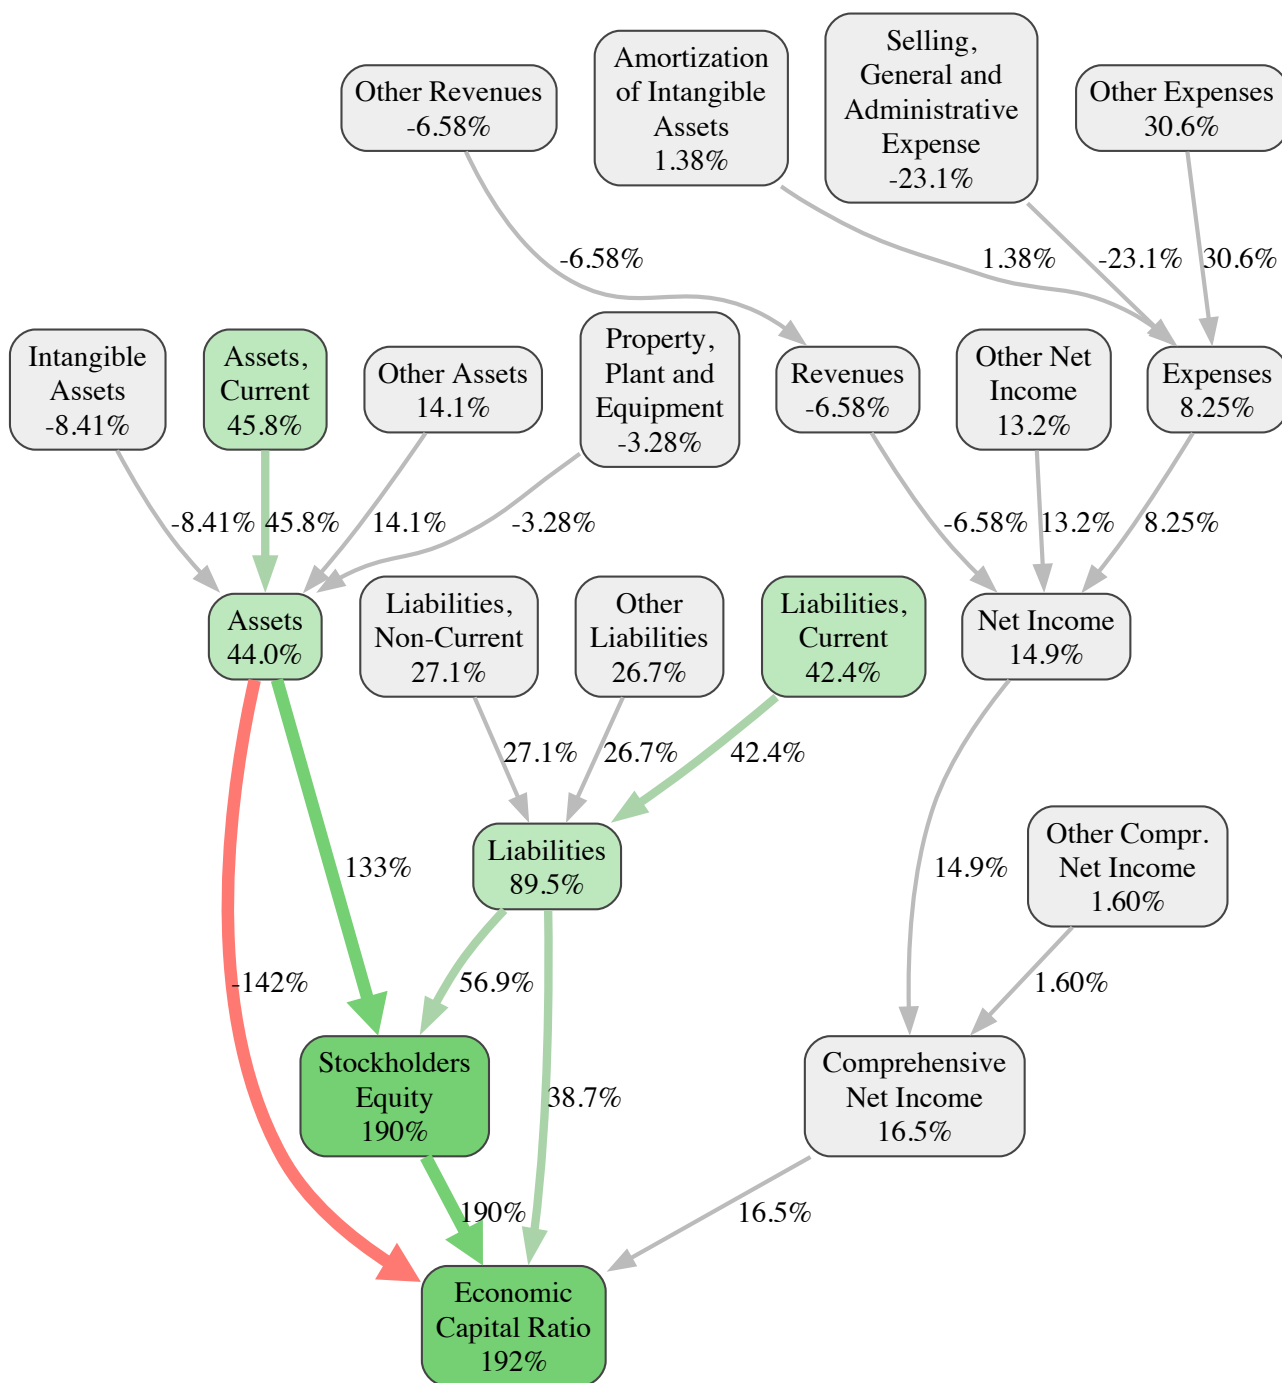 Other Revenues
-6.58%
Amortization
of Intangible
Assets
1.38%
Selling,
General and
Administrative
Expense
-23.1%
Other Expenses
30.6%
-6.58%
1.38%
-23.1%
30.6%
Intangible
Assets
-8.41%
Assets,
Current
45.8%
Other Assets
14.1%
Property,
Plant and
Equipment
-3.28%
Revenues
-6.58%
Other Net
Income
13.2%
Expenses
8.25%
-8.41%
45.8%
14.1%
-3.28%
-6.58%
13.2%
8.25%
Assets
44.0%
Liabilities,
Non-Current
27.1%
Other
Liabilities
26.7%
Liabilities,
Current
42.4%
Net Income
14.9%
27.1%
26.7%
42.4%
133%
Liabilities
89.5%
14.9%
Other Compr.
Net Income
1.60%
-142%
56.9%
1.60%
Stockholders
Equity
190%
38.7%
Comprehensive
Net Income
16.5%
190%
16.5%
Economic
Capital Ratio
192%